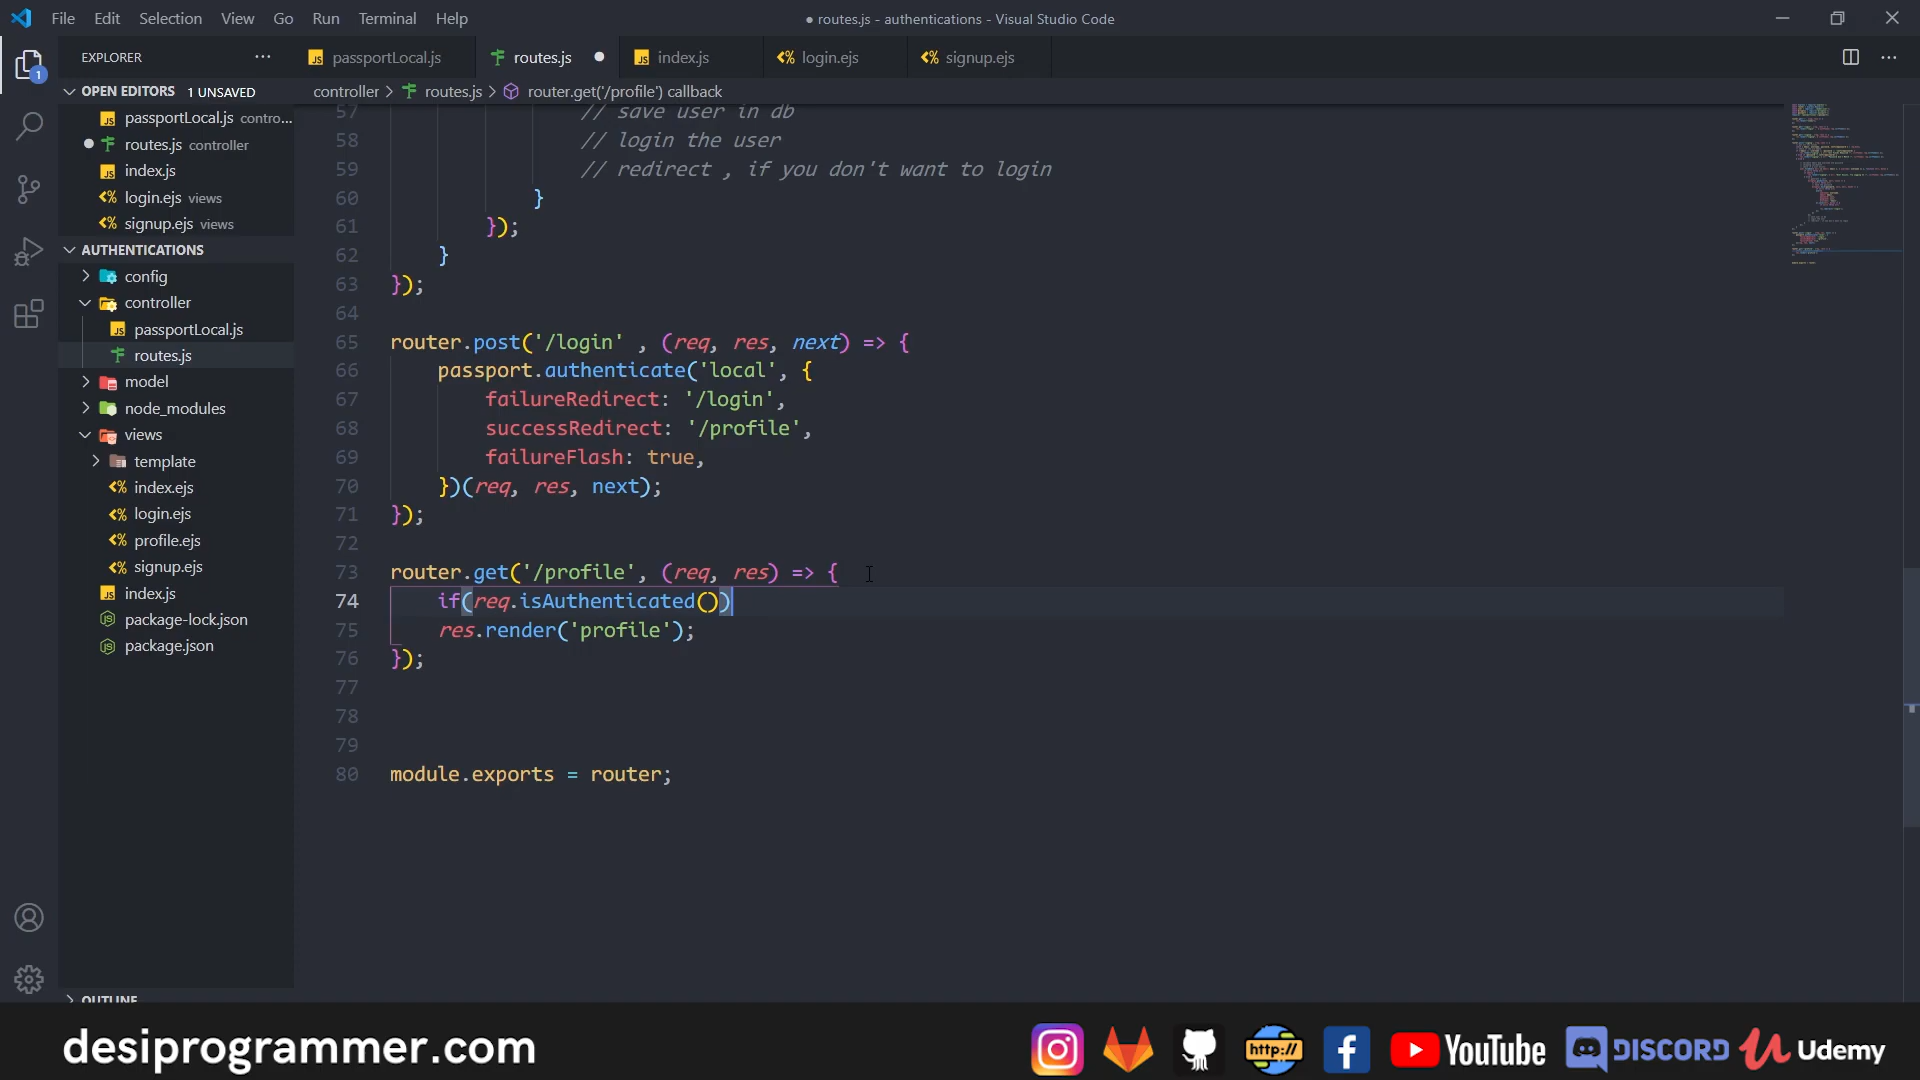 File Edit Selection View Go Run Terminal Help
● routes.js - authentications - Visual Studio Code
EXPLORER
passportLocal.js
routes.js
index.js
login.ejs
signup.ejs
1
OPEN EDITORS 1 UNSAVED
controller > routes.js > router.get('/profile') callback
passportLocal.js contro...
routes.js controller
index.js
login.ejs views
signup.ejs views
AUTHENTICATIONS
config
controller
passportLocal.js
routes.js
model
node_modules
views
template
index.ejs
login.ejs
profile.ejs
signup.ejs
index.js
package-lock.json
package.json
OUTLINE
57 // save user in db
58 // login the user
59 // redirect , if you don't want to login
60 }
61 });
62 }
63 });
64
65 router.post('/login' , (req, res, next) => {
66 passport.authenticate('local', {
67 failureRedirect: '/login',
68 successRedirect: '/profile',
69 failureFlash: true,
70 })(req, res, next);
71 });
72
73 router.get('/profile', (req, res) => {
74 if(req.isAuthenticated())
75 res.render('profile');
76 });
77
78
79
80 module.exports = router;
desiprogrammer.com
http://
YouTube
DISCORD
Udemy